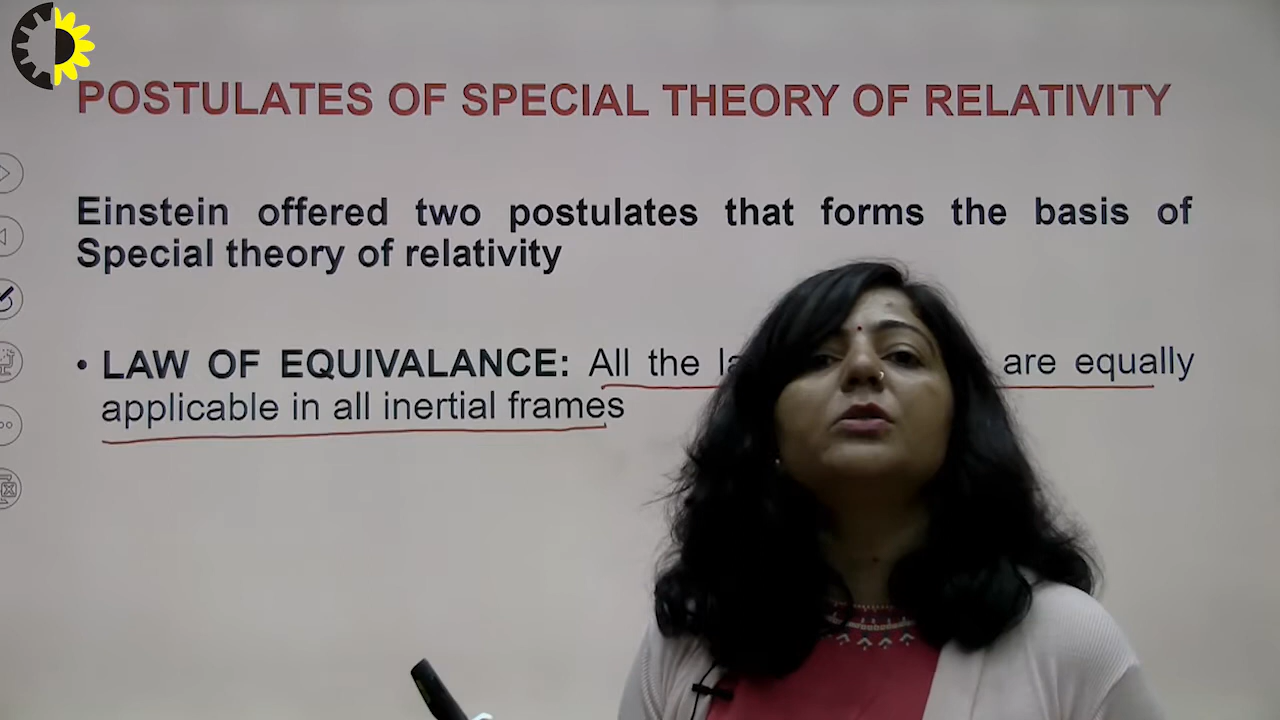 POSTULATES OF SPECIAL THEORY OF RELATIVITY
Einstein offered two postulates that forms the basis of
Special theory of relativity
• LAW OF EQUIVALANCE: All the are equally
applicable in all inertial frames